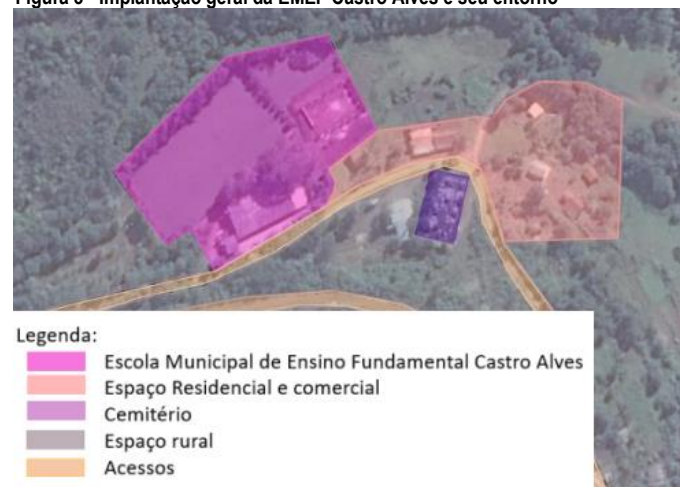 Figura 6 - Implantação geral da EMEF Castro Alves e seu entorno
Legenda:
Escola Municipal de Ensino Fundamental Castro Alves
Espaço Residencial e comercial
Cemitério
Espaço rural
Acessos